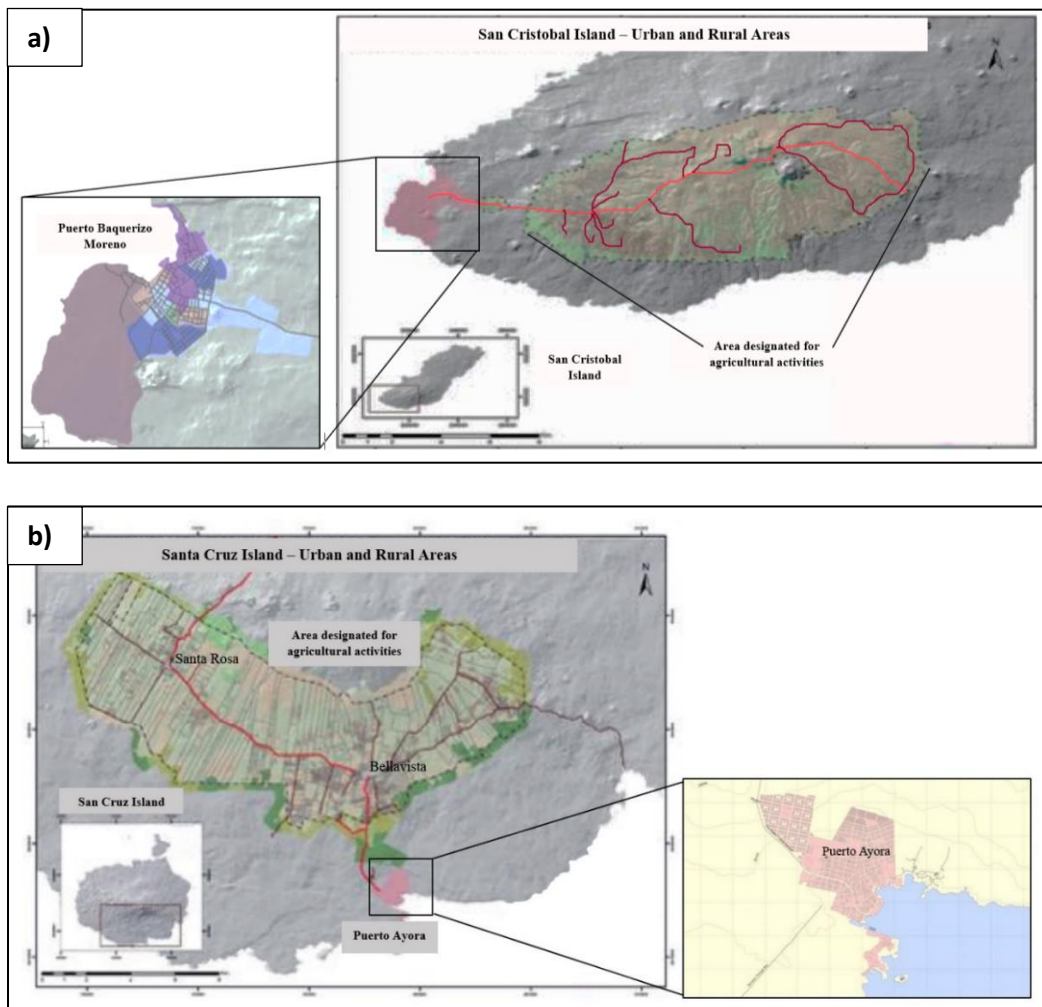 a)
San Cristobal Island – Urban and Rural Areas
N
Puerto Baquerizo
Moreno
Area designated for
agricultural activities
San Cristobal
Island
b)
Santa Cruz Island – Urban and Rural Areas
N
Area designated for
agricultural activities
Santa Rosa
Bellavista
San Cruz Island
Puerto Ayora
Puerto Ayora